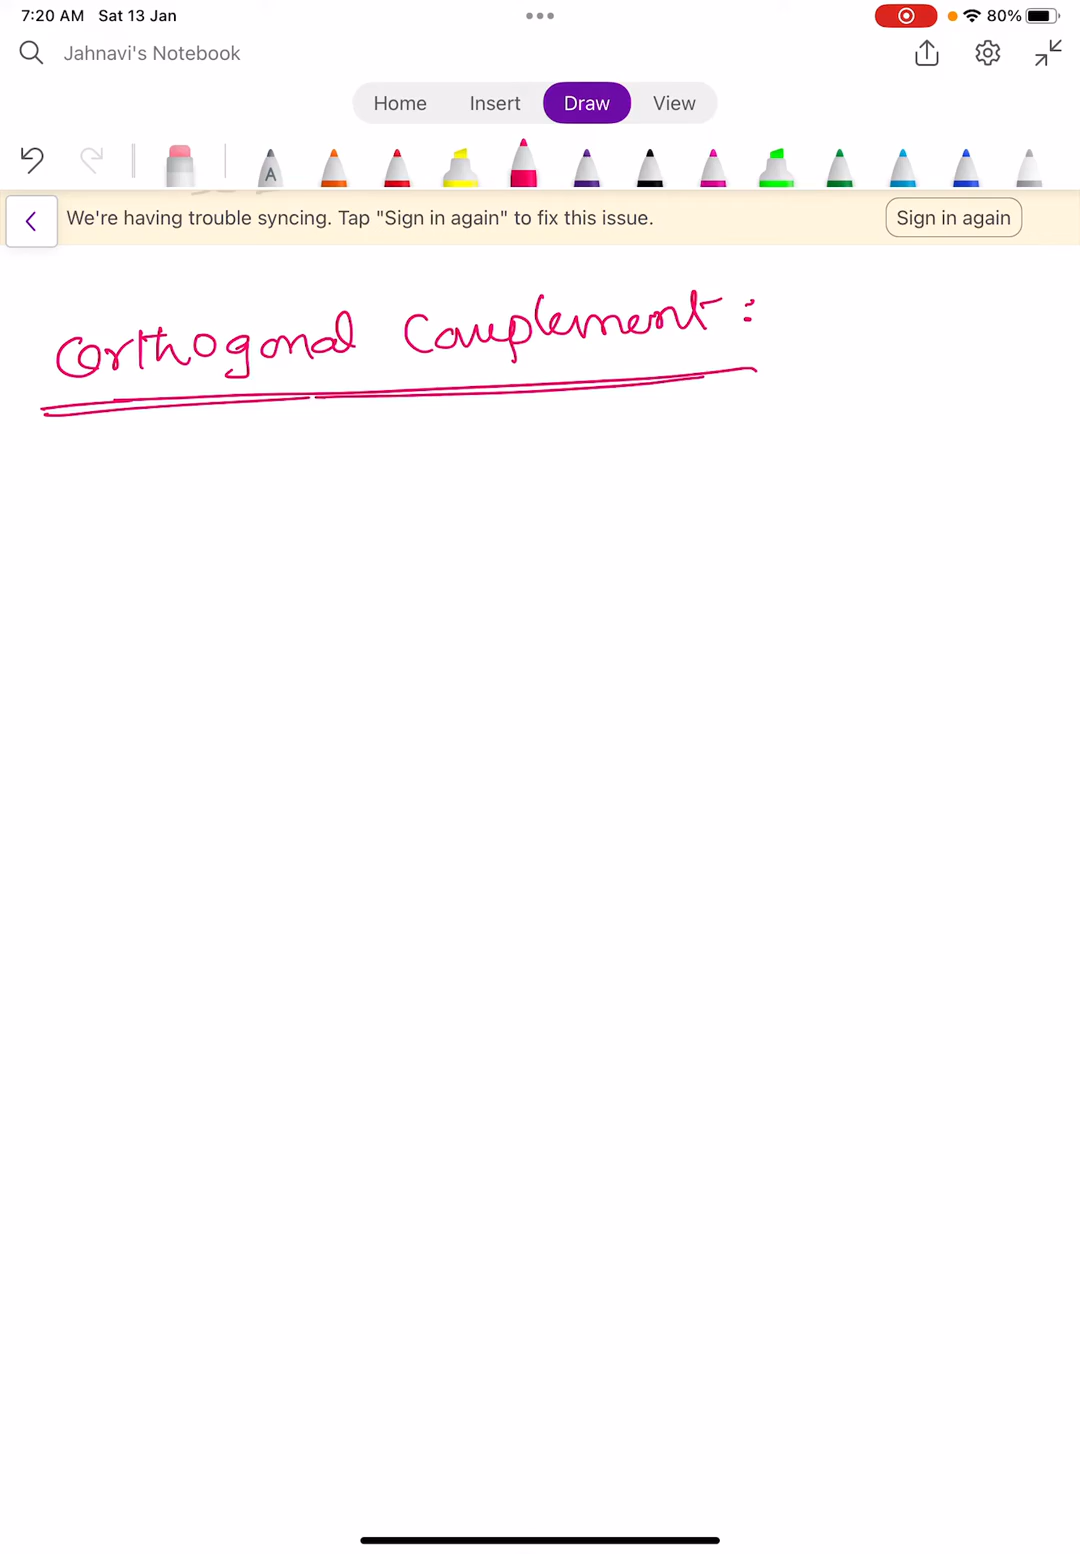 7:20 AM Sat 13 Jan 80%
Jahnavi's Notebook
Home Insert Draw View
A
We're having trouble syncing. Tap "Sign in again" to fix this issue. Sign in again
Orthogonal Complement :